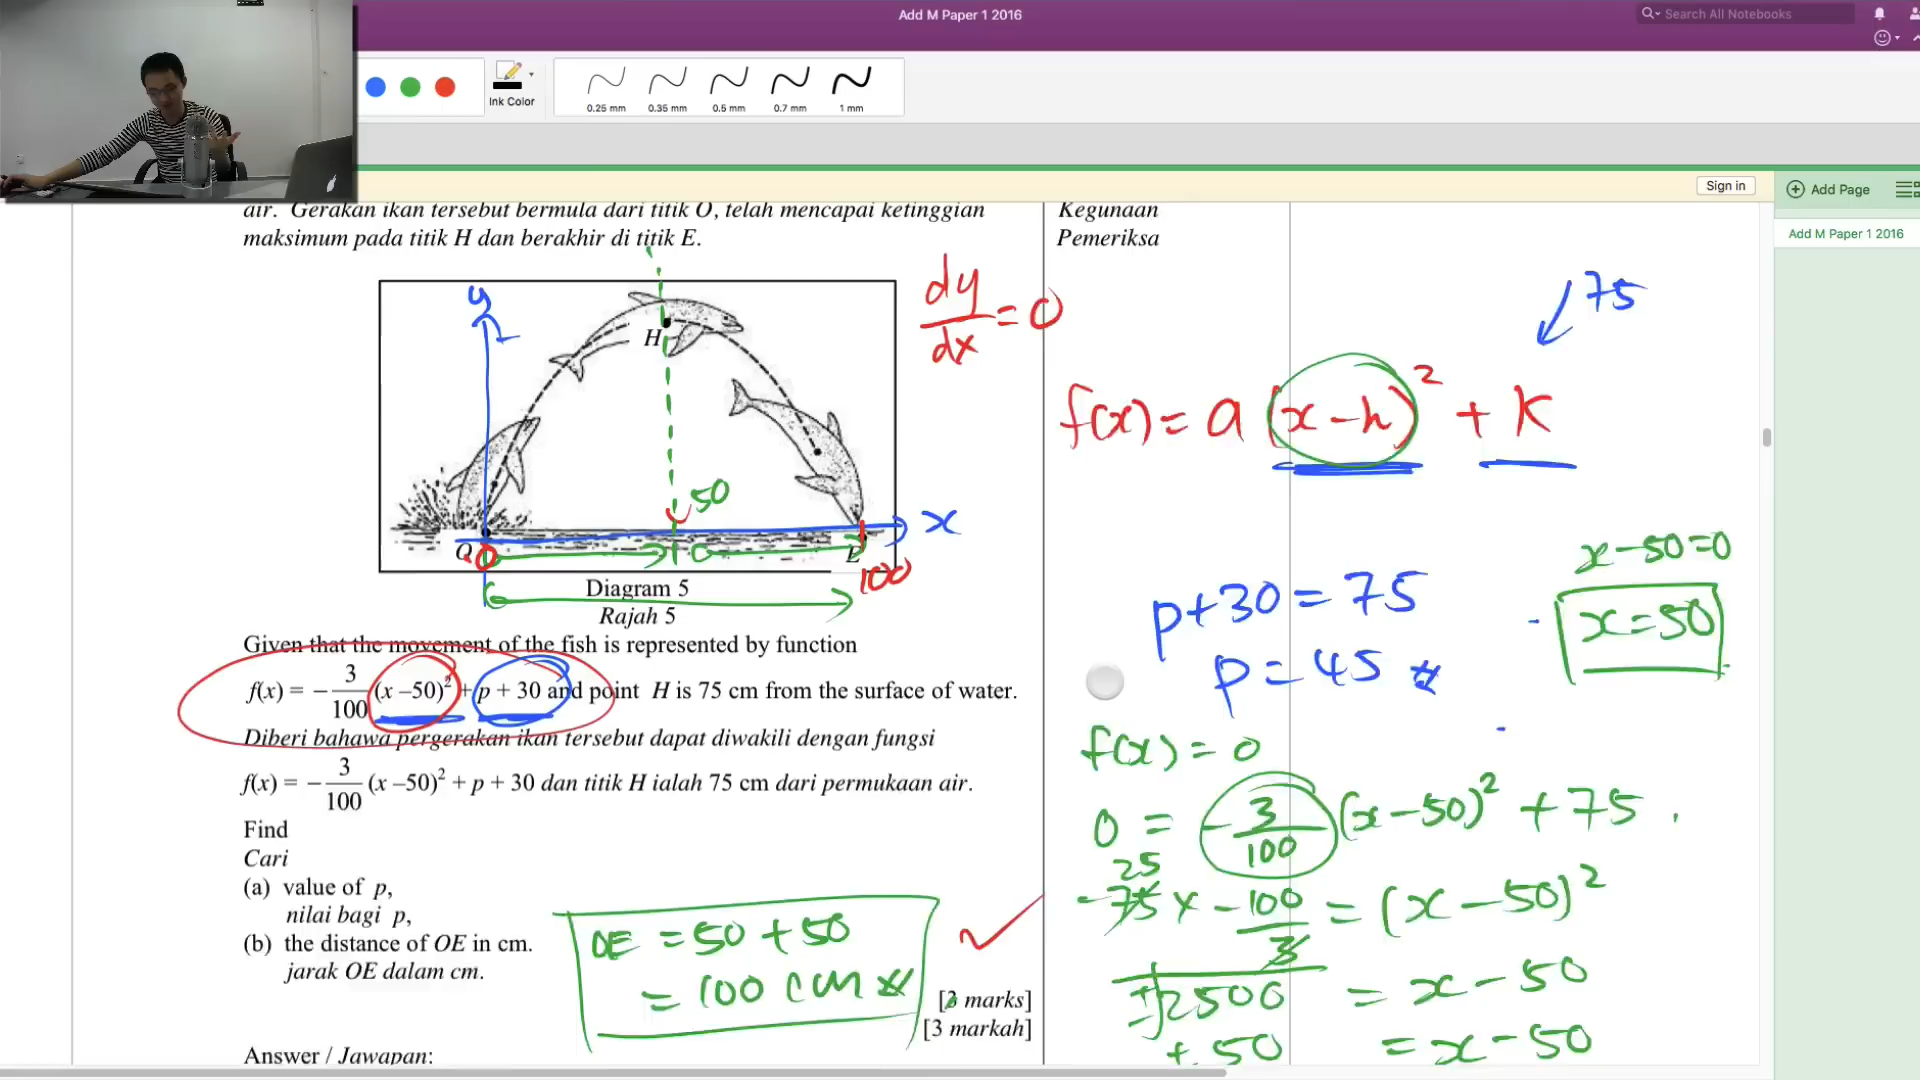 Add M Paper 1 2016
Search All Notebooks
Ink Color
0.25 mm
0.35 mm
0.5 mm
0.7 mm
1 mm
Sign in
Add Page
Add M Paper 1 2016
air. Gerakan ikan tersebut bermula dari titik O, telah mencapai ketinggian
maksimum pada titik H dan berakhir di titik E.
Kegunaan
Pemeriksa
y
H
50
x
O
0
E
100
Diagram 5
Rajah 5
dy/dx = 0
75
f(x) = a (x – h)² + k
Given that the movement of the fish is represented by function
f(x) = – 3/100 (x –50)² + p + 30 and point H is 75 cm from the surface of water.
Diberi bahawa pergerakan ikan tersebut dapat diwakili dengan fungsi
f(x) = – 3/100 (x –50)² + p + 30 dan titik H ialah 75 cm dari permukaan air.
Find
Cari
(a) value of p,
nilai bagi p,
(b) the distance of OE in cm.
jarak OE dalam cm.
OE = 50 + 50
= 100 cm
[3 marks]
[3 markah]
Answer / Jawapan:
p + 30 = 75
p = 45
x – 50 = 0
x = 50
f(x) = 0
0 = – 3/100 (x – 50)² + 75
25
– 75 x – 100/3 = (x – 50)²
± √2500 = x – 50
± 50 = x – 50